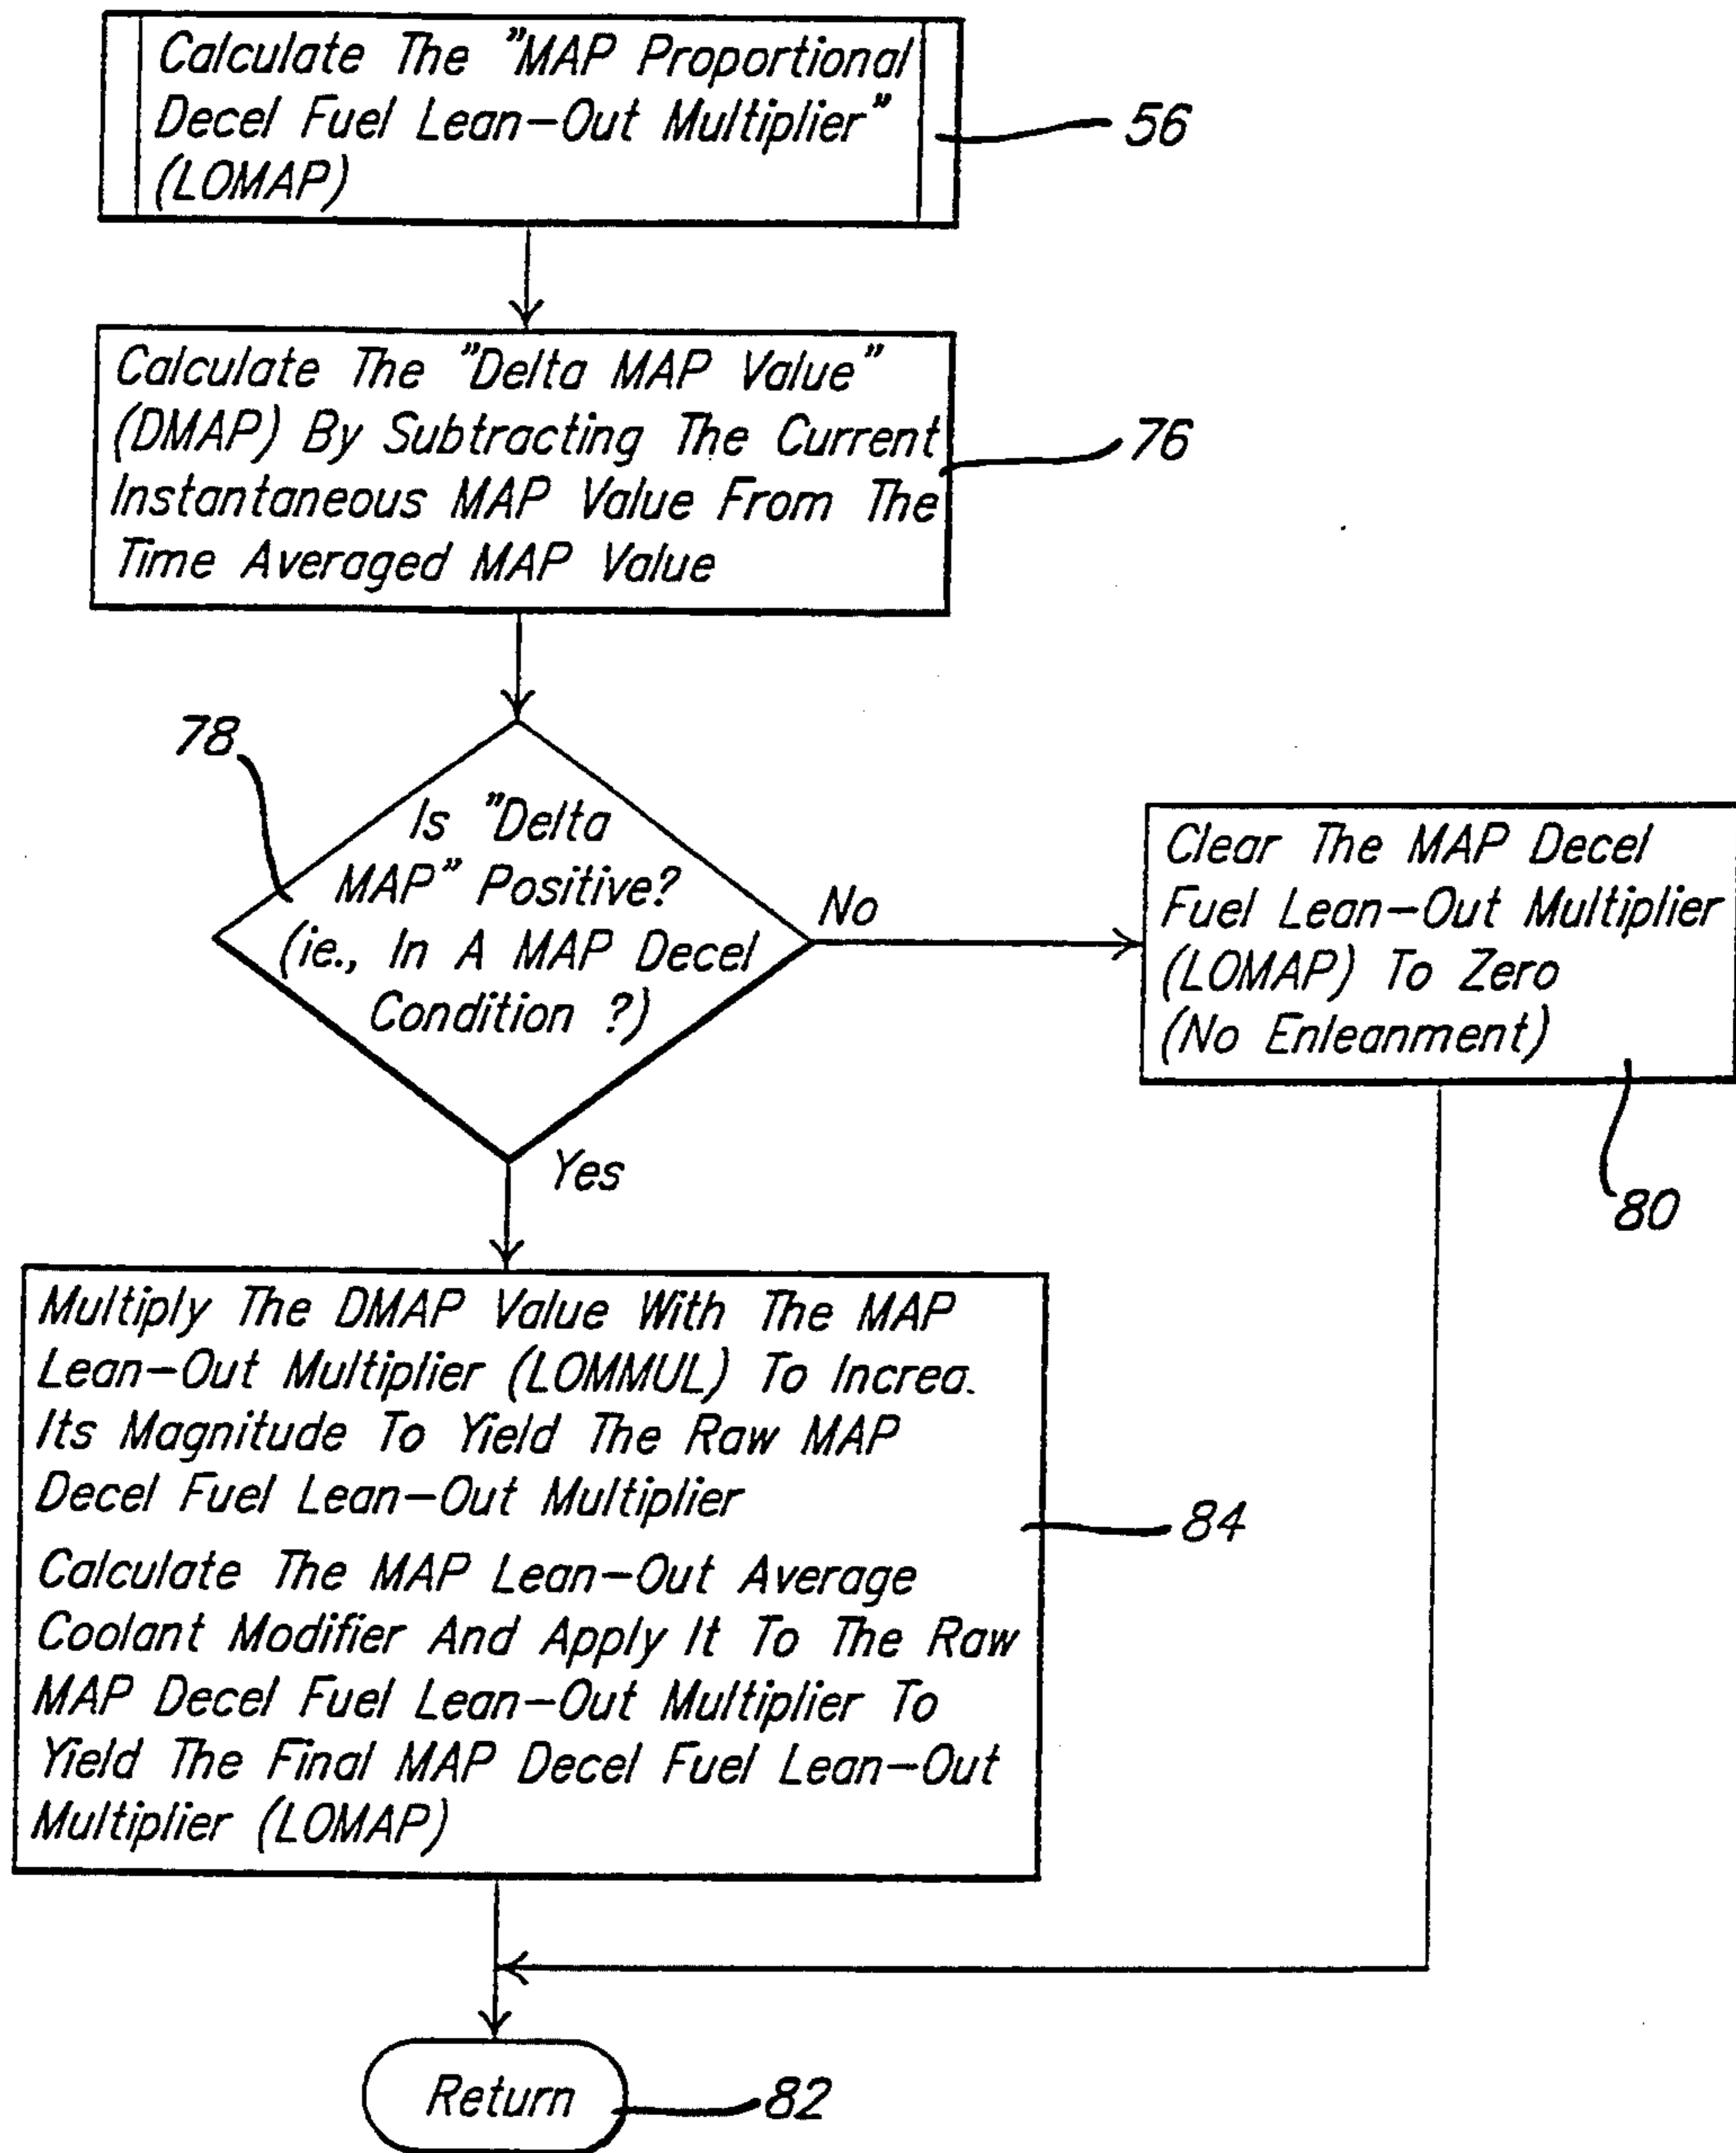 Calculate The "MAP Proportional
Decel Fuel Lean-Out Multiplier"
(LOMAP)
56
Calculate The "Delta MAP Value"
(DMAP) By Subtracting The Current
Instantaneous MAP Value From The
Time Averaged MAP Value
76
78
Is "Delta
MAP" Positive?
(ie., In A MAP Decel
Condition ?)
No
Clear The MAP Decel
Fuel Lean-Out Multiplier
(LOMAP) To Zero
(No Enleanment)
80
Yes
Multiply The DMAP Value With The MAP
Lean-Out Multiplier (LOMMUL) To Increa.
Its Magnitude To Yield The Raw MAP
Decel Fuel Lean-Out Multiplier
Calculate The MAP Lean-Out Average
Coolant Modifier And Apply It To The Raw
MAP Decel Fuel Lean-Out Multiplier To
Yield The Final MAP Decel Fuel Lean-Out
Multiplier (LOMAP)
84
Return
82